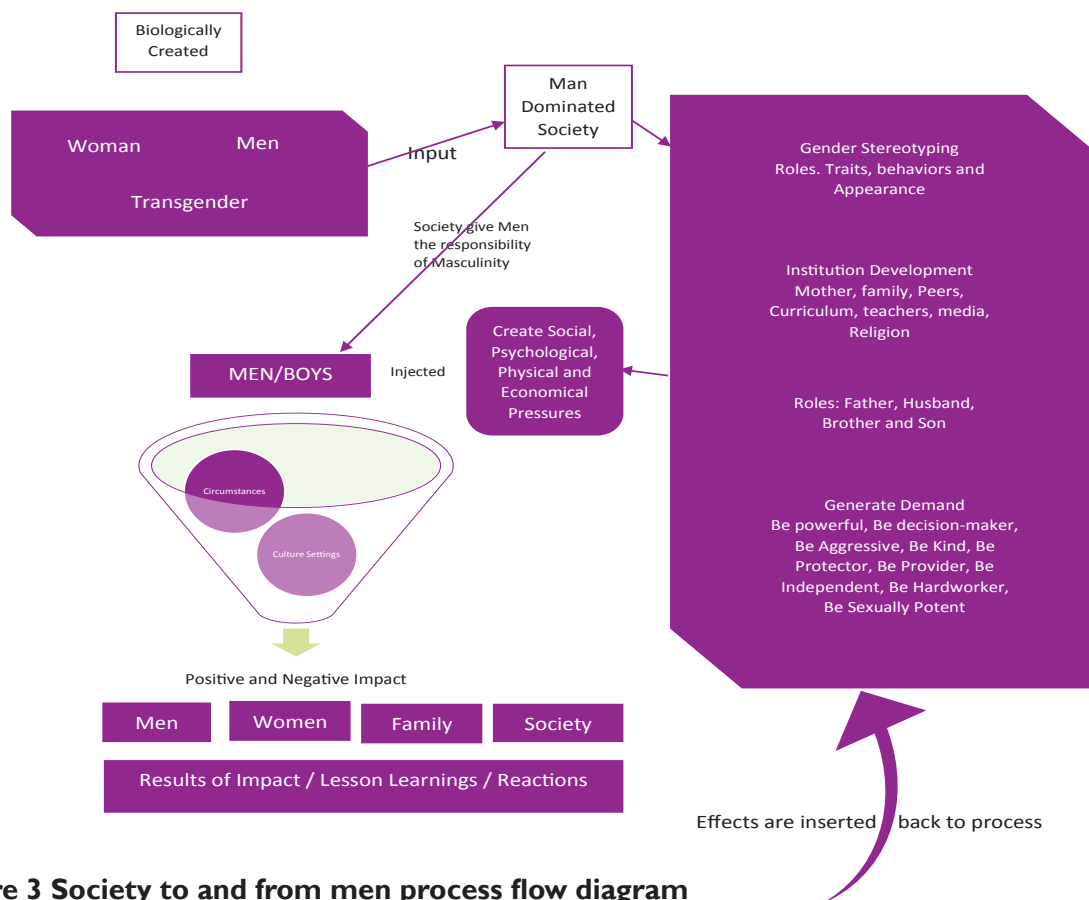 Biologically
Created
Woman
Men
Transgender
Input
Man
Dominated
Society
Society give Men
the responsibility
of Masculinity
Gender Stereotyping
Roles. Traits, behaviors and
Appearance
Institution Development
Mother, family, Peers,
Curriculum, teachers, media,
Religion
Roles: Father, Husband,
Brother and Son
Generate Demand
Be powerful, Be decision-maker,
Be Aggressive, Be Kind, Be
Protector, Be Provider, Be
Independent, Be Hardworker,
Be Sexually Potent
Create Social,
Psychological,
Physical and
Economical
Pressures
Injected
MEN/BOYS
Circumstances
Culture Settings
Positive and Negative Impact
Men
Women
Family
Society
Results of Impact / Lesson Learnings / Reactions
Effects are inserted back to process
re 3 Society to and from men process flow diagram